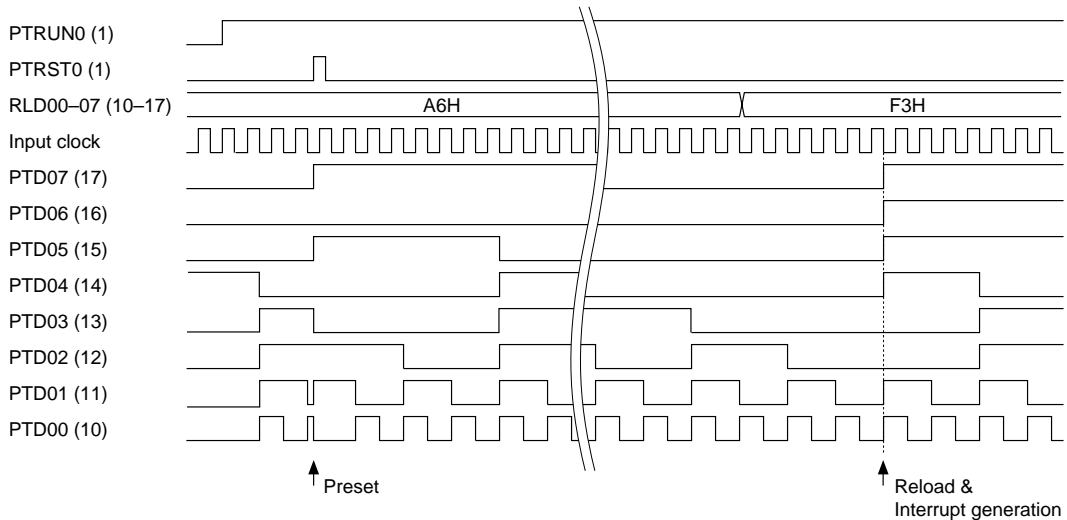 PTRUN0 (1)
PTRST0 (1)
RLD00–07 (10–17)
A6H
F3H
Input clock
PTD07 (17)
PTD06 (16)
PTD05 (15)
PTD04 (14)
PTD03 (13)
PTD02 (12)
PTD01 (11)
PTD00 (10)
Preset
Reload &
Interrupt generation